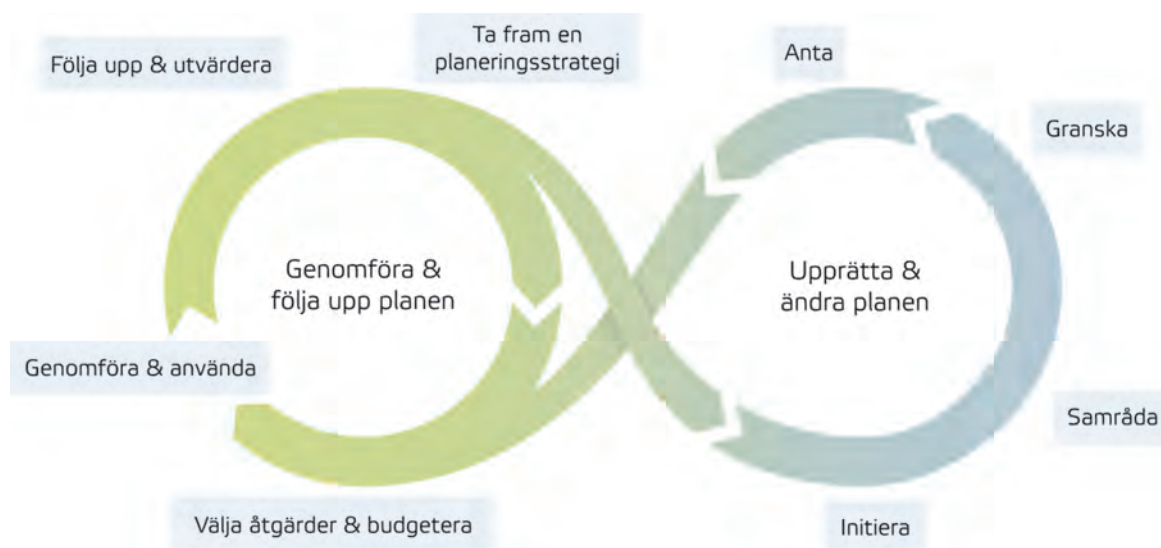 Ta fram en
planeringsstrategi
Anta
Följa upp & utvärdera
Granska
Genomföra &
följa upp planen
Upprätta &
ändra planen
Genomföra & använda
Samråda
Välja åtgärder & budgetera
Initiera